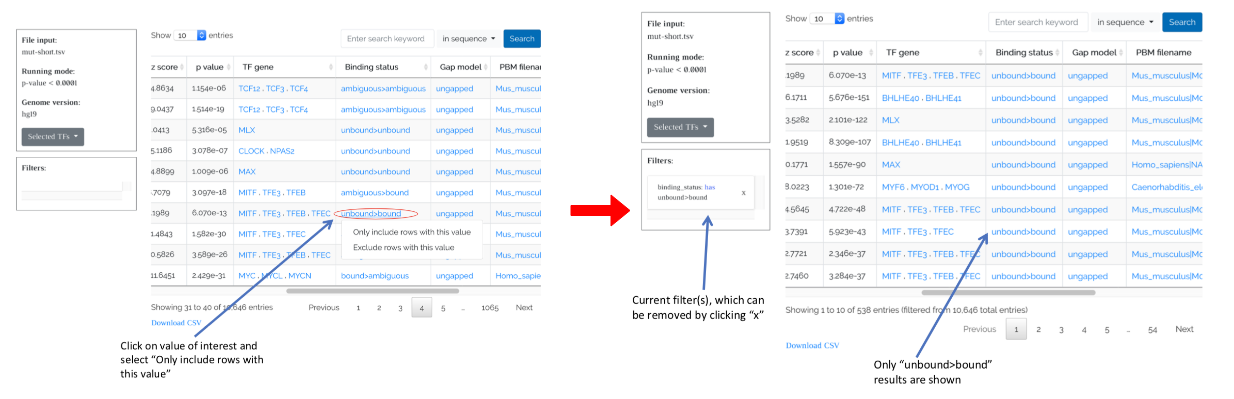 File input:
mut-short.tsv
Running mode:
p-value < 0.0001
Genome version:
hg19
Selected TFs
Filters:
Show 10 entries
Enter search keyword
in sequence
Search
z score p value TF gene Binding status Gap model PBM filenar
4.8634 1.154e-06 TCF12 , TCF3 , TCF4 ambiguous>ambiguous ungapped Mus_muscul
9.0437 1.514e-19 TCF12 , TCF3 , TCF4 ambiguous>ambiguous ungapped Mus_muscul
.0413 5.316e-05 MLX unbound>unbound ungapped Mus_muscul
5.1186 3.078e-07 CLOCK , NPAS2 unbound>unbound ungapped Mus_muscul
4.8899 1.009e-06 MAX unbound>unbound ungapped Mus_muscul
.7079 3.097e-18 MITF , TFE3 , TFEB ambiguous>bound ungapped Mus_muscul
.1989 6.070e-13 MITF , TFE3 , TFEB , TFEC unbound>bound ungapped Mus_muscul
.4843 1.582e-30 MITF , TFE3 , TFEC Mus_muscul
0.5826 3.589e-26 MITF , TFE3 , TFEB , TFEC Mus_muscul
11.6451 2.429e-31 MYC , MYCL , MYCN bound>ambiguous ungapped Homo_sapie
Only include rows with this value
Exclude rows with this value
Showing 31 to 40 of 10,646 entries
Previous 1 2 3 4 5 .. 1065 Next
Download CSV
Click on value of interest and
select “Only include rows with
this value”
File input:
mut-short.tsv
Running mode:
p-value < 0.0001
Genome version:
hg19
Selected TFs
Filters:
binding_status: has
unbound>bound
x
Current filter(s), which can
be removed by clicking “x”
Show 10 entries
Enter search keyword
in sequence
Search
z score p value TF gene Binding status Gap model PBM filename
.1989 6.070e-13 MITF , TFE3 , TFEB , TFEC unbound>bound ungapped Mus_musculus|M
6.1711 5.676e-151 BHLHE40 , BHLHE41 unbound>bound ungapped Mus_musculus|M
3.5282 2.101e-122 MLX unbound>bound ungapped Mus_musculus|M
1.9519 8.309e-107 BHLHE40 , BHLHE41 unbound>bound ungapped Mus_musculus|M
0.1771 1.557e-90 MAX unbound>bound ungapped Homo_sapiens|NA
8.0223 1.301e-72 MYF6 , MYOD1 , MYOG unbound>bound ungapped Caenorhabditis_el
4.5645 4.722e-48 MITF , TFE3 , TFEB , TFEC unbound>bound ungapped Mus_musculus|M
3.7391 5.923e-43 MITF , TFE3 , TFEC unbound>bound ungapped Mus_musculus|M
2.7721 2.346e-37 MITF , TFE3 , TFEB , TFEC unbound>bound ungapped Mus_musculus|M
2.7460 3.284e-37 MITF , TFE3 , TFEB , TFEC unbound>bound ungapped Mus_musculus|M
Showing 1 to 10 of 538 entries (filtered from 10,646 total entries)
Previous 1 2 3 4 5 .. 54 Next
Download CSV
Only “unbound>bound”
results are shown